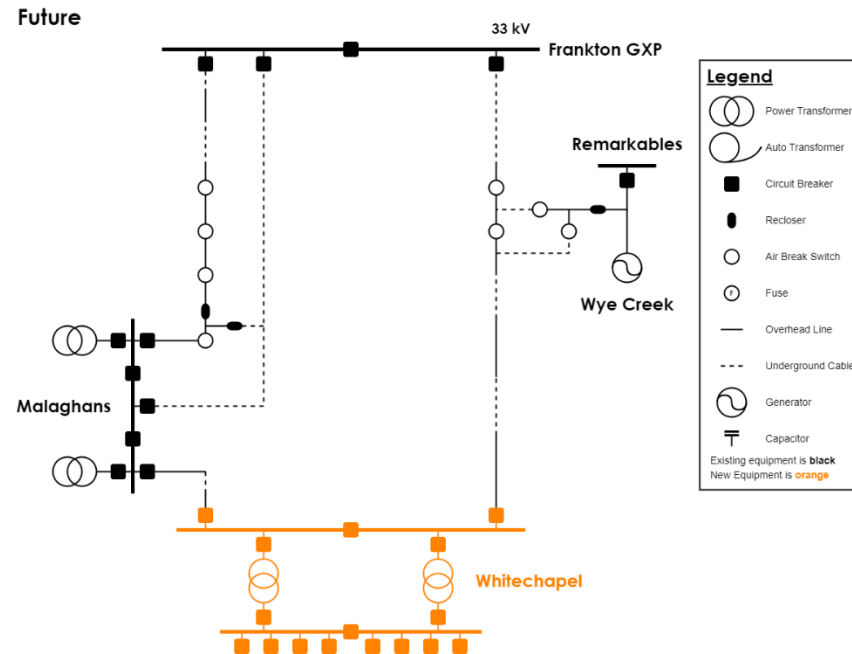 Future
33 kV
Frankton GXP
Legend
Power Transformer
Remarkables
Auto Transformer
Circuit Breaker
Recloser
Air Break Switch
Wye Creek
F Fuse
Overhead Line
Underground Cable
Malaghans
Generator
Capacitor
Existing equipment is black
New Equipment is orange
Whitechapel